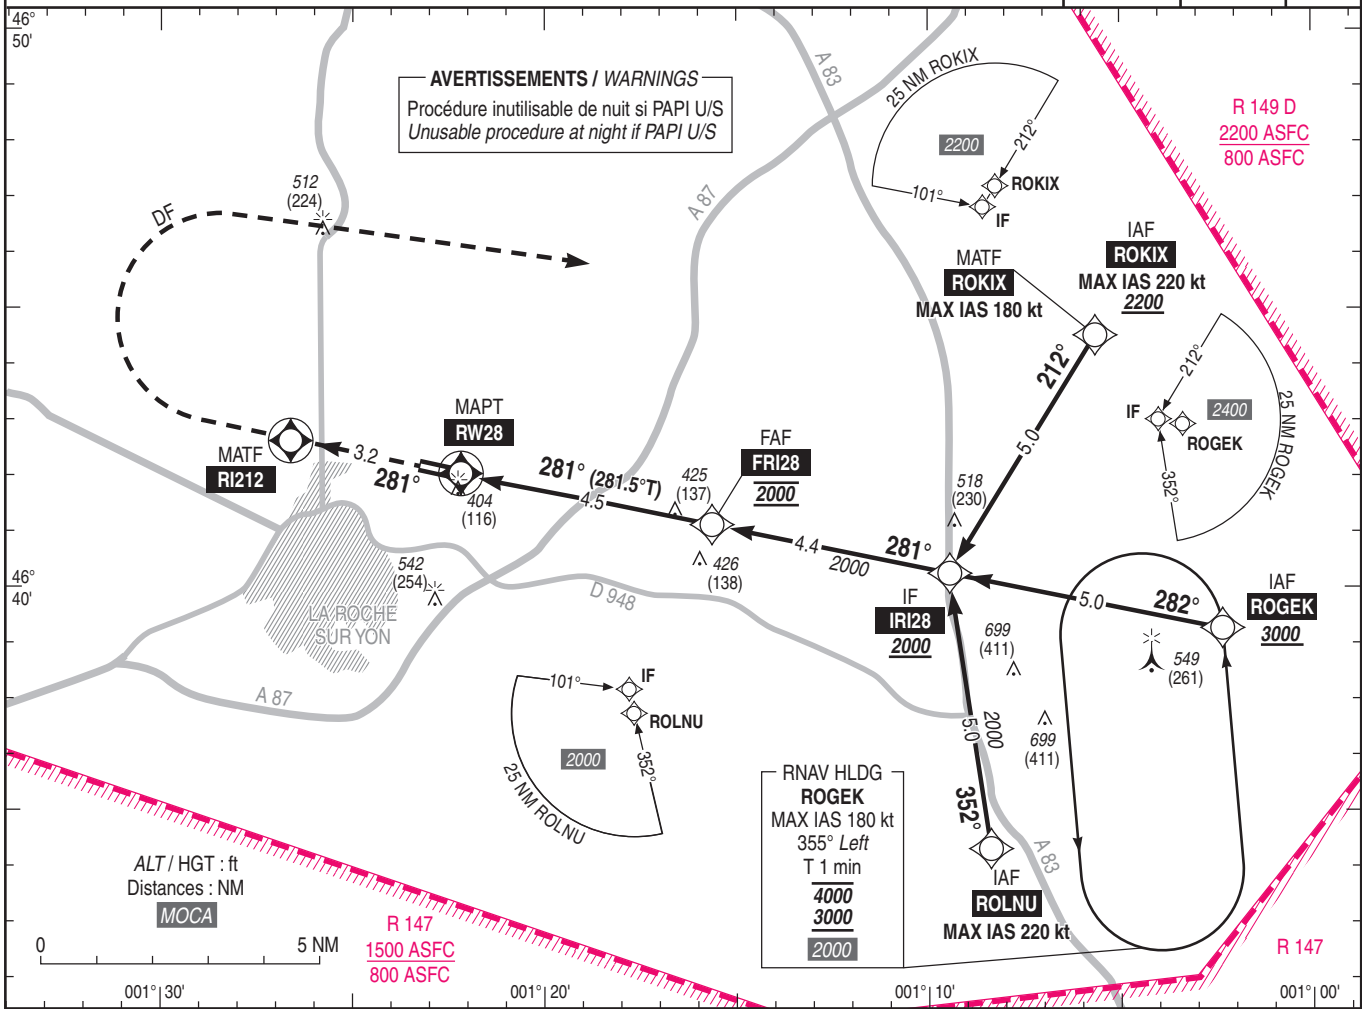 46°
50'
AVERTISSEMENTS / WARNINGS
Procédure inutilisable de nuit si PAPI U/S
Unusable procedure at night if PAPI U/S
A 83
25 NM ROKIX
212°
2200
101°
ROKIX
IF
R 149 D
2200 ASFC
800 ASFC
512
(224)
DF
A 87
MATF
ROKIX
MAX IAS 180 kt
IAF
ROKIX
MAX IAS 220 kt
2200
212°
5.0
212°
IF
2400
ROGEK
352°
25 NM ROGEK
MAPT
RW28
MATF
RI212
3.2
281°
404
(116)
281° (281.5°T)
4.5
425
(137)
FAF
FRI28
2000
426
(138)
4.4
2000
281°
518
(230)
IF
IRI28
2000
5.0
282°
IAF
ROGEK
3000
46°
40'
542
(254)
LA ROCHE
SUR YON
D 948
A 87
699
(411)
549
(261)
699
(411)
101°
IF
ROLNU
2000
352°
25 NM ROLNU
2000
5.0
352°
RNAV HLDG
ROGEK
MAX IAS 180 kt
355° Left
T 1 min
4000
3000
2000
A 83
IAF
ROLNU
MAX IAS 220 kt
ALT / HGT : ft
Distances : NM
MOCA
0
5 NM
R 147
1500 ASFC
800 ASFC
R 147
001° 30'
001° 20'
001° 10'
001° 00'